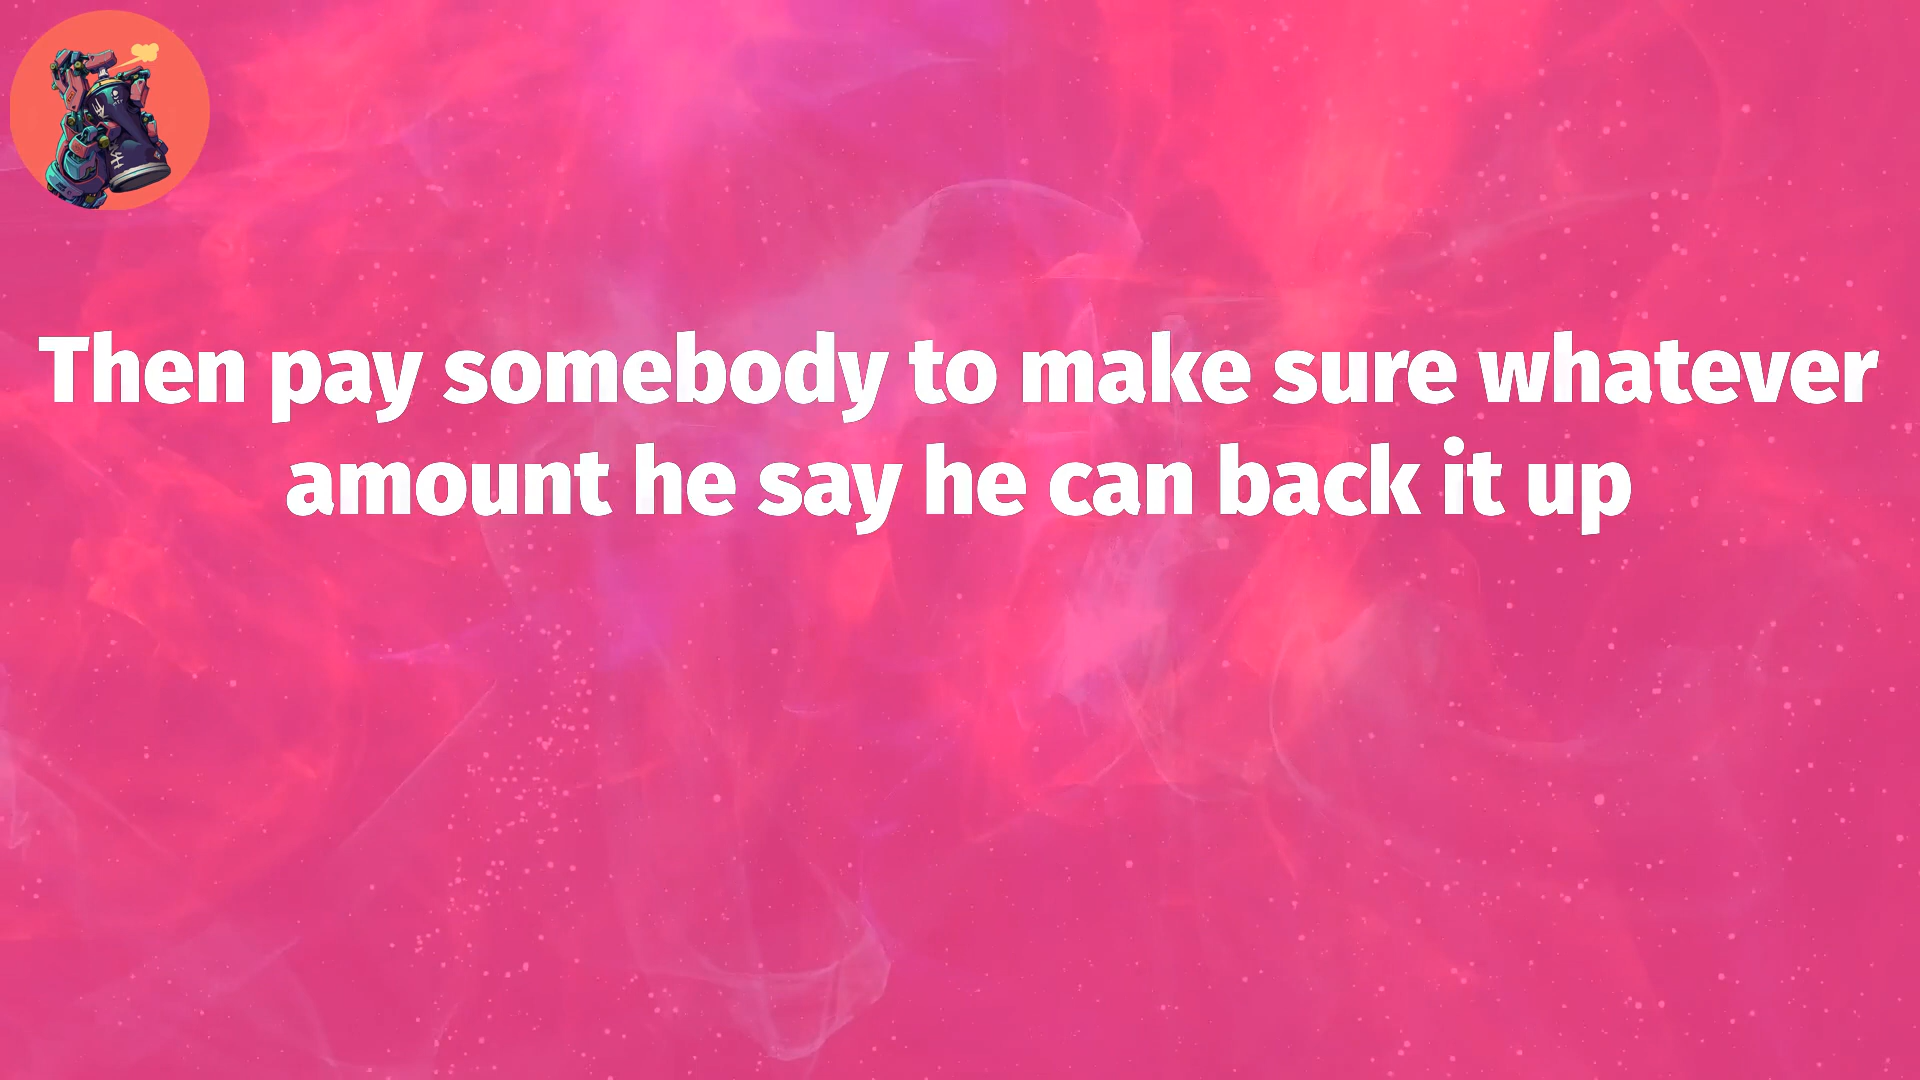 Then pay somebody to make sure whatever
amount he say he can back it up